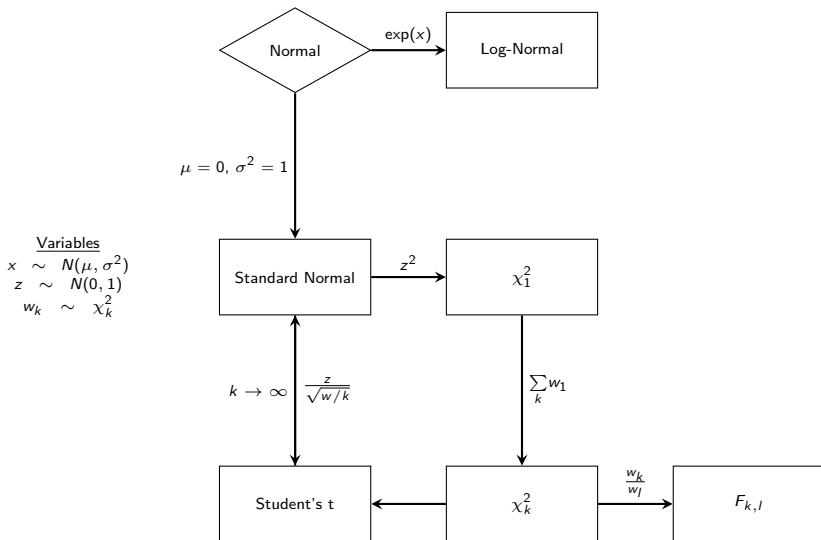 Normal
exp(x)
Log-Normal
μ = 0, σ² = 1
Variables
x ∼ N(μ, σ²)
z ∼ N(0, 1)
w_k ∼ χ²_k
Standard Normal
z²
χ²_1
k → ∞
z / √(w/k)
∑_k w_1
Student's t
χ²_k
w_k / w_l
F_{k,l}